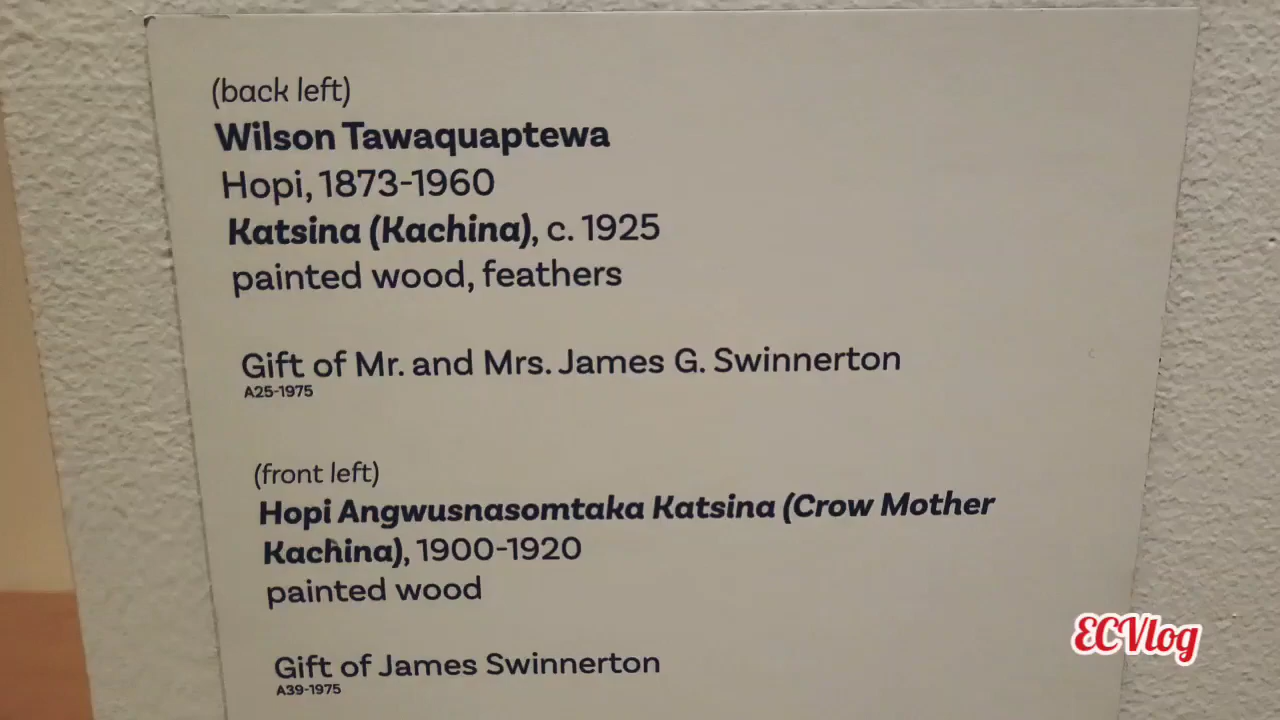 (back left)
Wilson Tawaquaptewa
Hopi, 1873-1960
Katsina (Kachina), c. 1925
painted wood, feathers
Gift of Mr. and Mrs. James G. Swinnerton
A25-1975
(front left)
Hopi Angwusnasomtaka Katsina (Crow Mother
Kachina), 1900-1920
painted wood
Gift of James Swinnerton
A39-1975
ECVlog